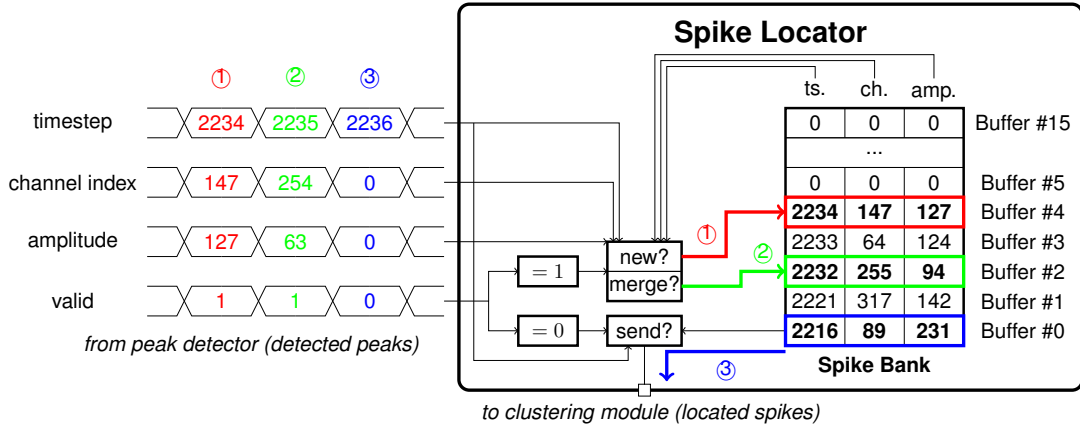 Spike Locator
① ② ③
ts. ch. amp.
timestep 2234 2235 2236
0 0 0 Buffer #15
...
channel index 147 254 0
0 0 0 Buffer #5
2234 147 127 Buffer #4
①
amplitude 127 63 0
2233 64 124 Buffer #3
new?
②
= 1
merge?
2232 255 94 Buffer #2
valid 1 1 0
2221 317 142 Buffer #1
= 0
send?
2216 89 231 Buffer #0
from peak detector (detected peaks)
③
Spike Bank
to clustering module (located spikes)